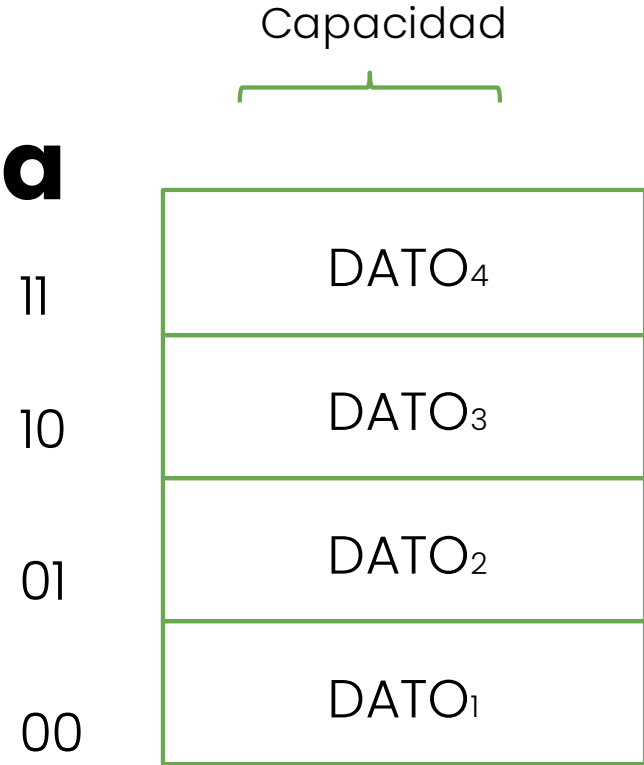 Capacidad
a
11 DATO₄
10 DATO₃
01 DATO₂
00 DATO₁